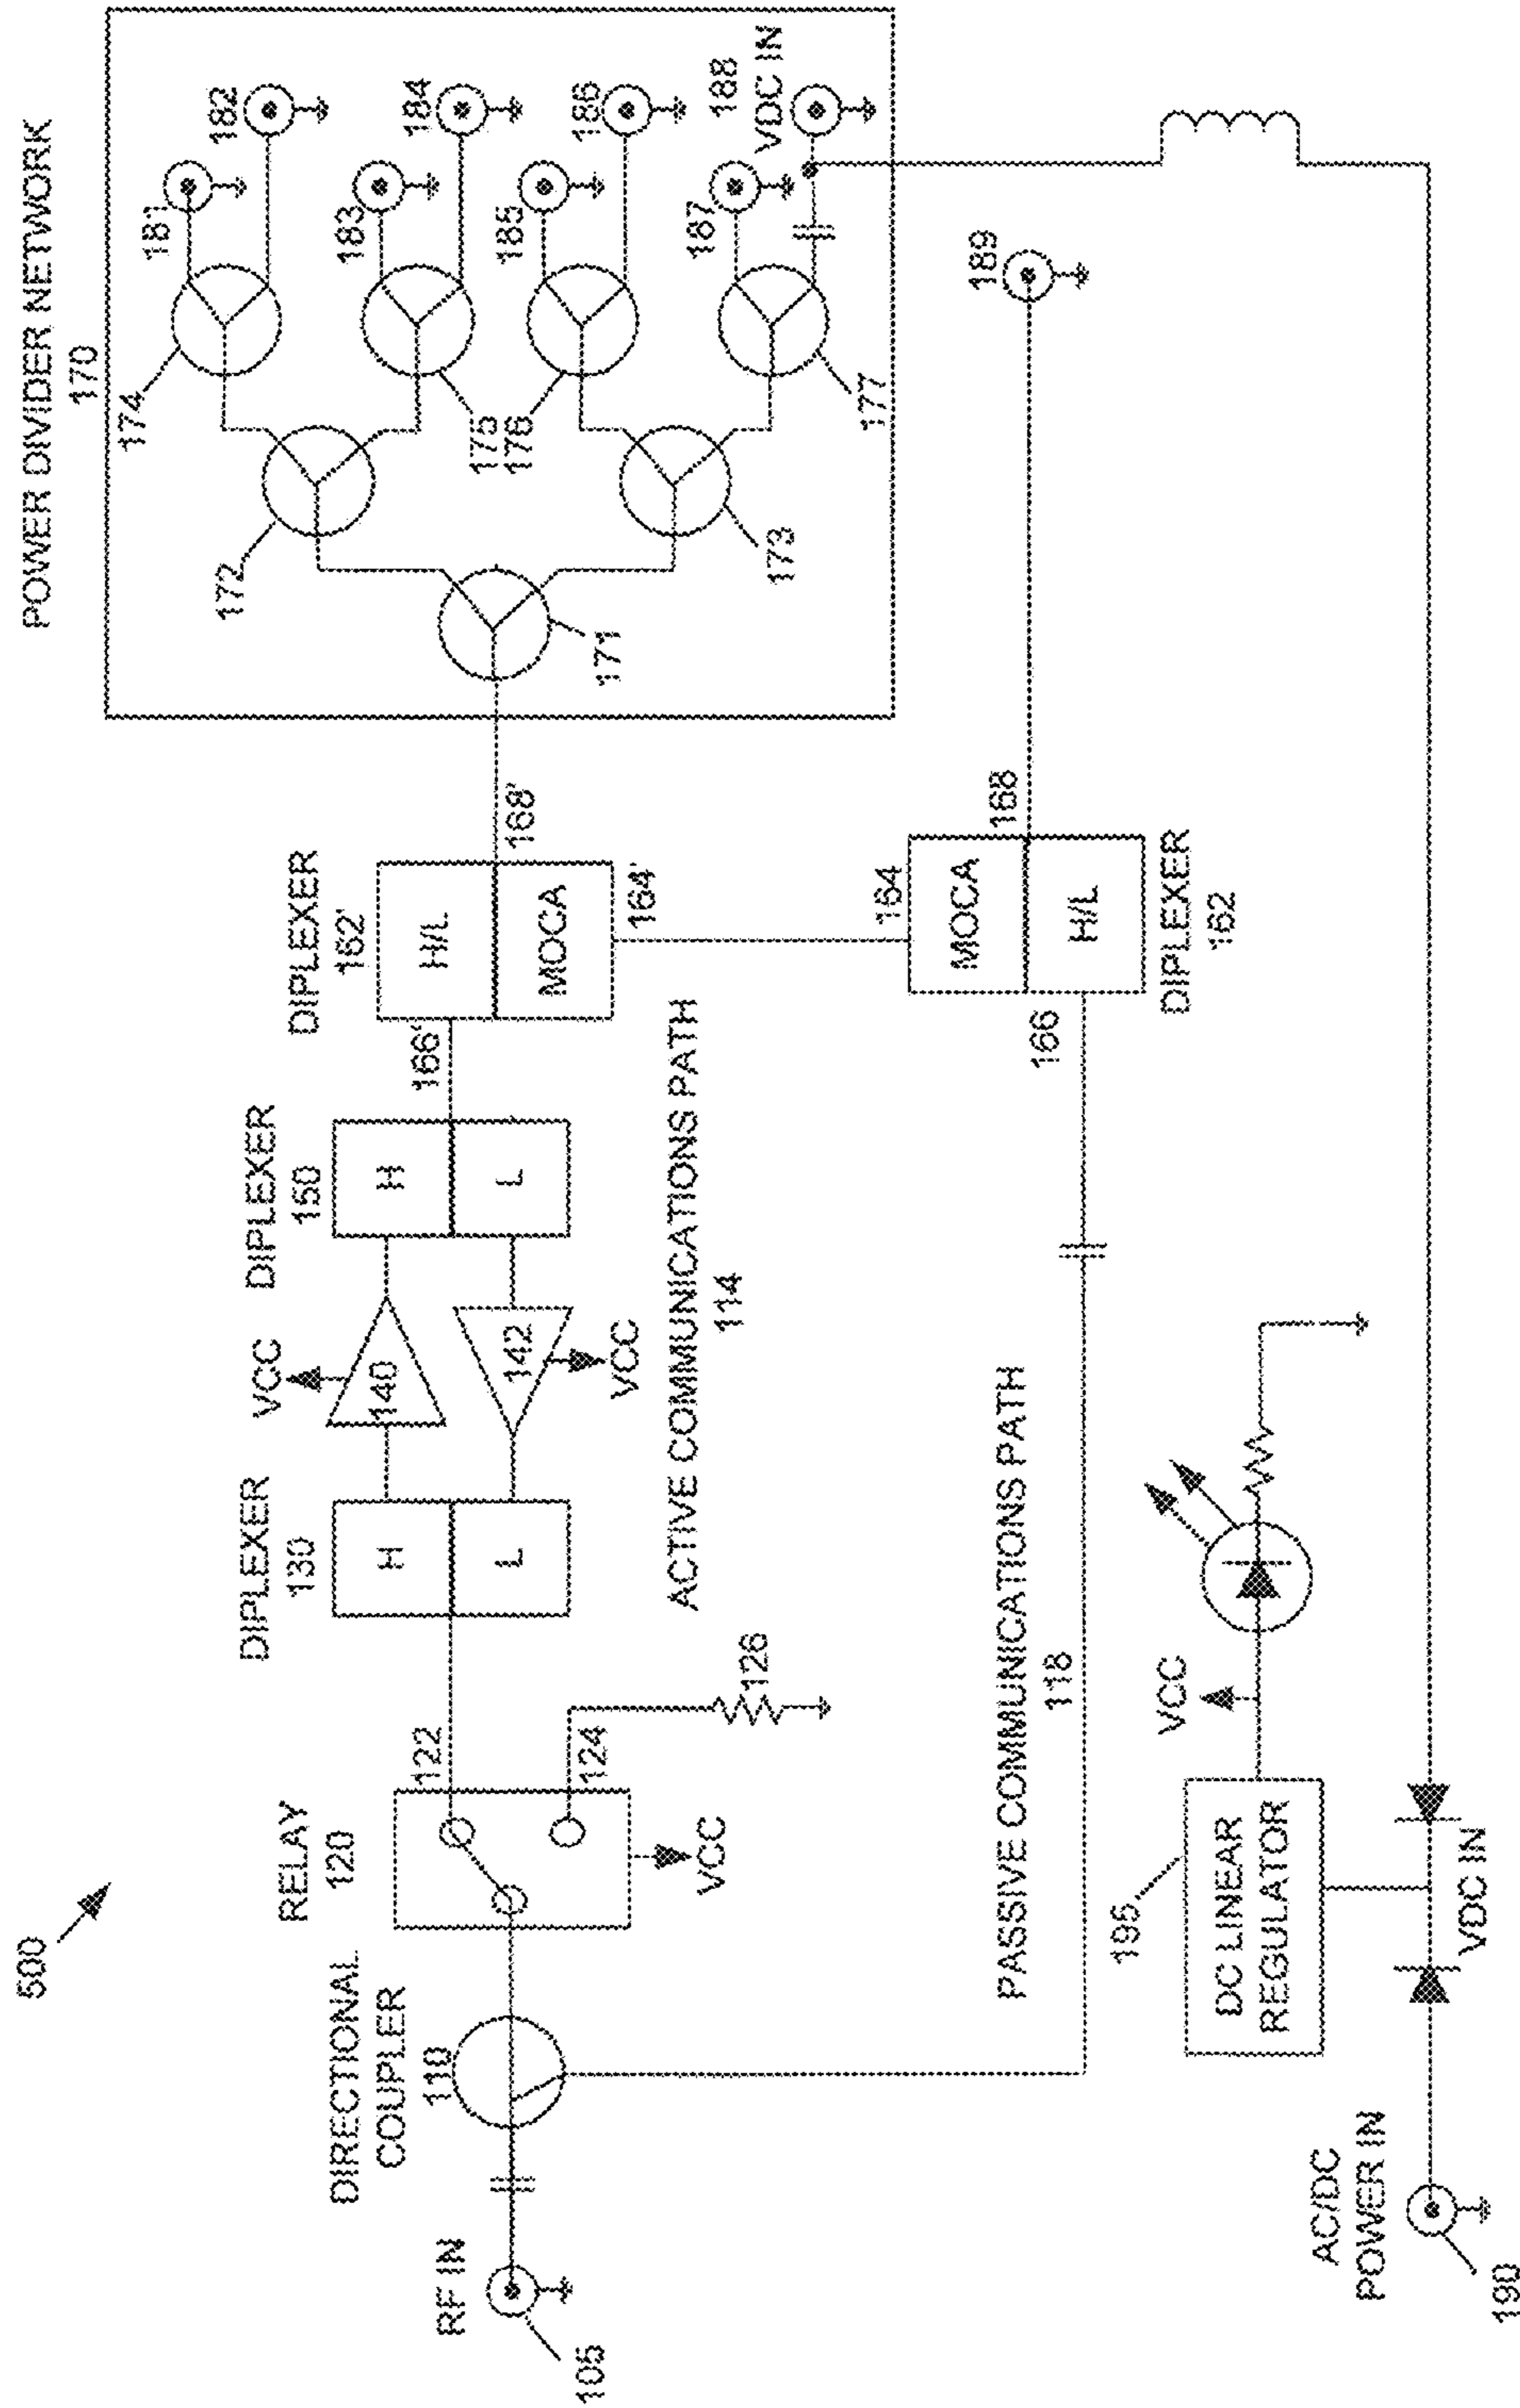 500
POWER DIVIDER NETWORK
170
174
172
171
173
175
176
177
181
182
183
184
185
186
187
188
VDC IN
189
RF IN
105
DIRECTIONAL
COUPLER
110
RELAY
120
122
124
126
VCC
DIPLEXER
130
H
L
VCC
140
142
VCC
DIPLEXER
150
H
L
ACTIVE COMMUNICATIONS PATH
114
DIPLEXER
162'
H/L
MOCA
166'
168'
164'
164
MOCA
H/L
168
166
DIPLEXER
162
PASSIVE COMMUNICATIONS PATH
118
195
DC LINEAR
REGULATOR
VCC
VDC IN
AC/DC
POWER IN
190